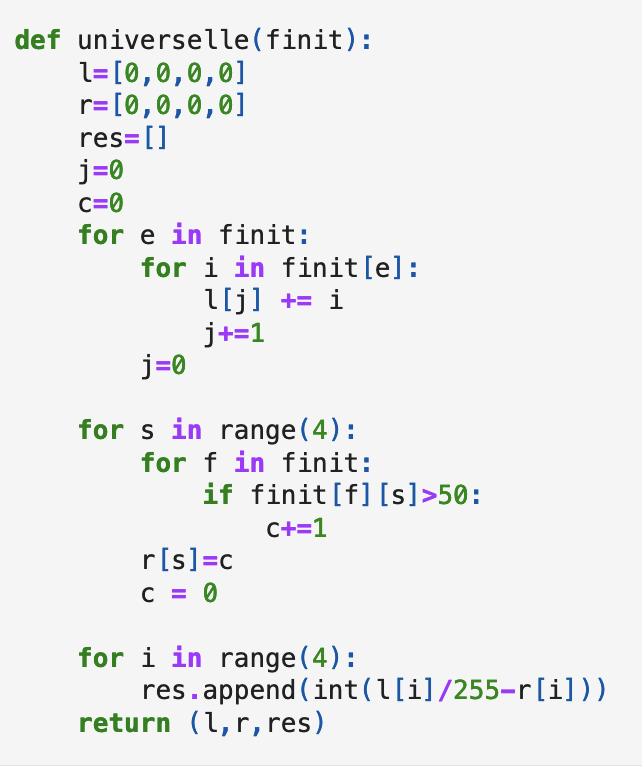 def universelle(finit):
    l=[0,0,0,0]
    r=[0,0,0,0]
    res=[]
    j=0
    c=0
    for e in finit:
        for i in finit[e]:
            l[j] += i
            j+=1
        j=0

    for s in range(4):
        for f in finit:
            if finit[f][s]>50:
                c+=1
        r[s]=c
        c = 0

    for i in range(4):
        res.append(int(l[i]/255-r[i]))
    return (l,r,res)